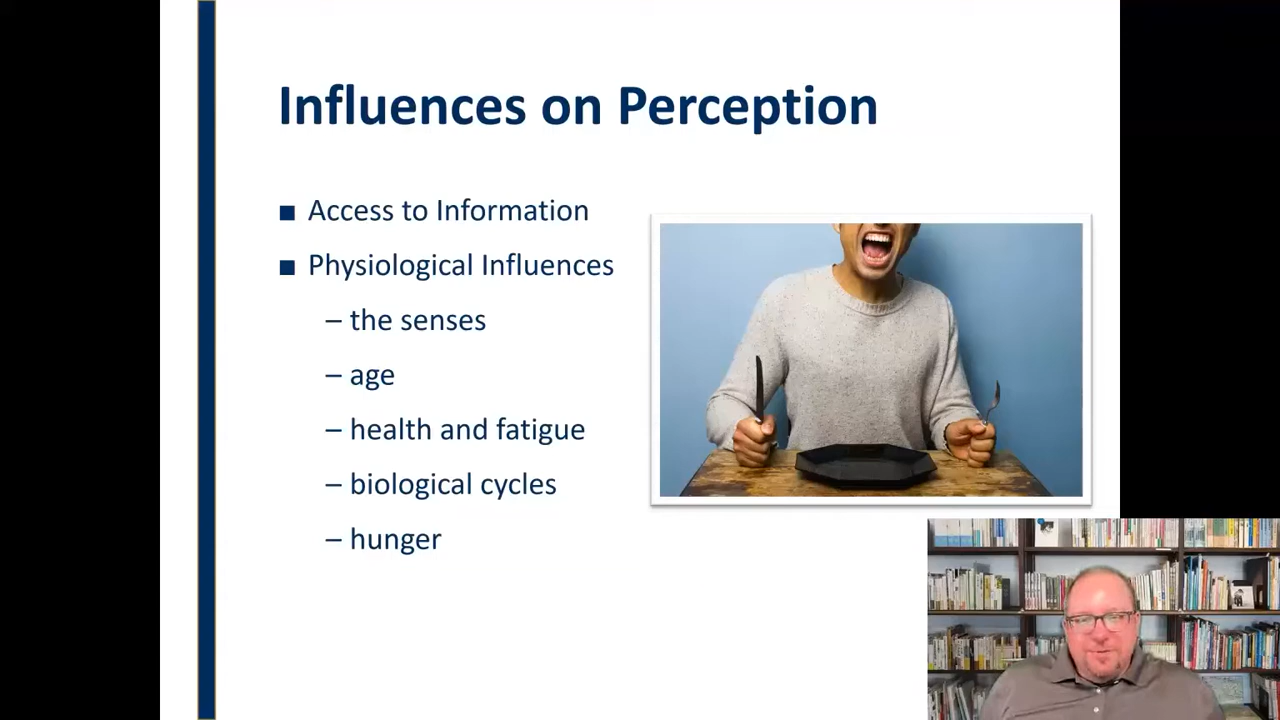 Influences on Perception
■ Access to Information
■ Physiological Influences
– the senses
– age
– health and fatigue
– biological cycles
– hunger